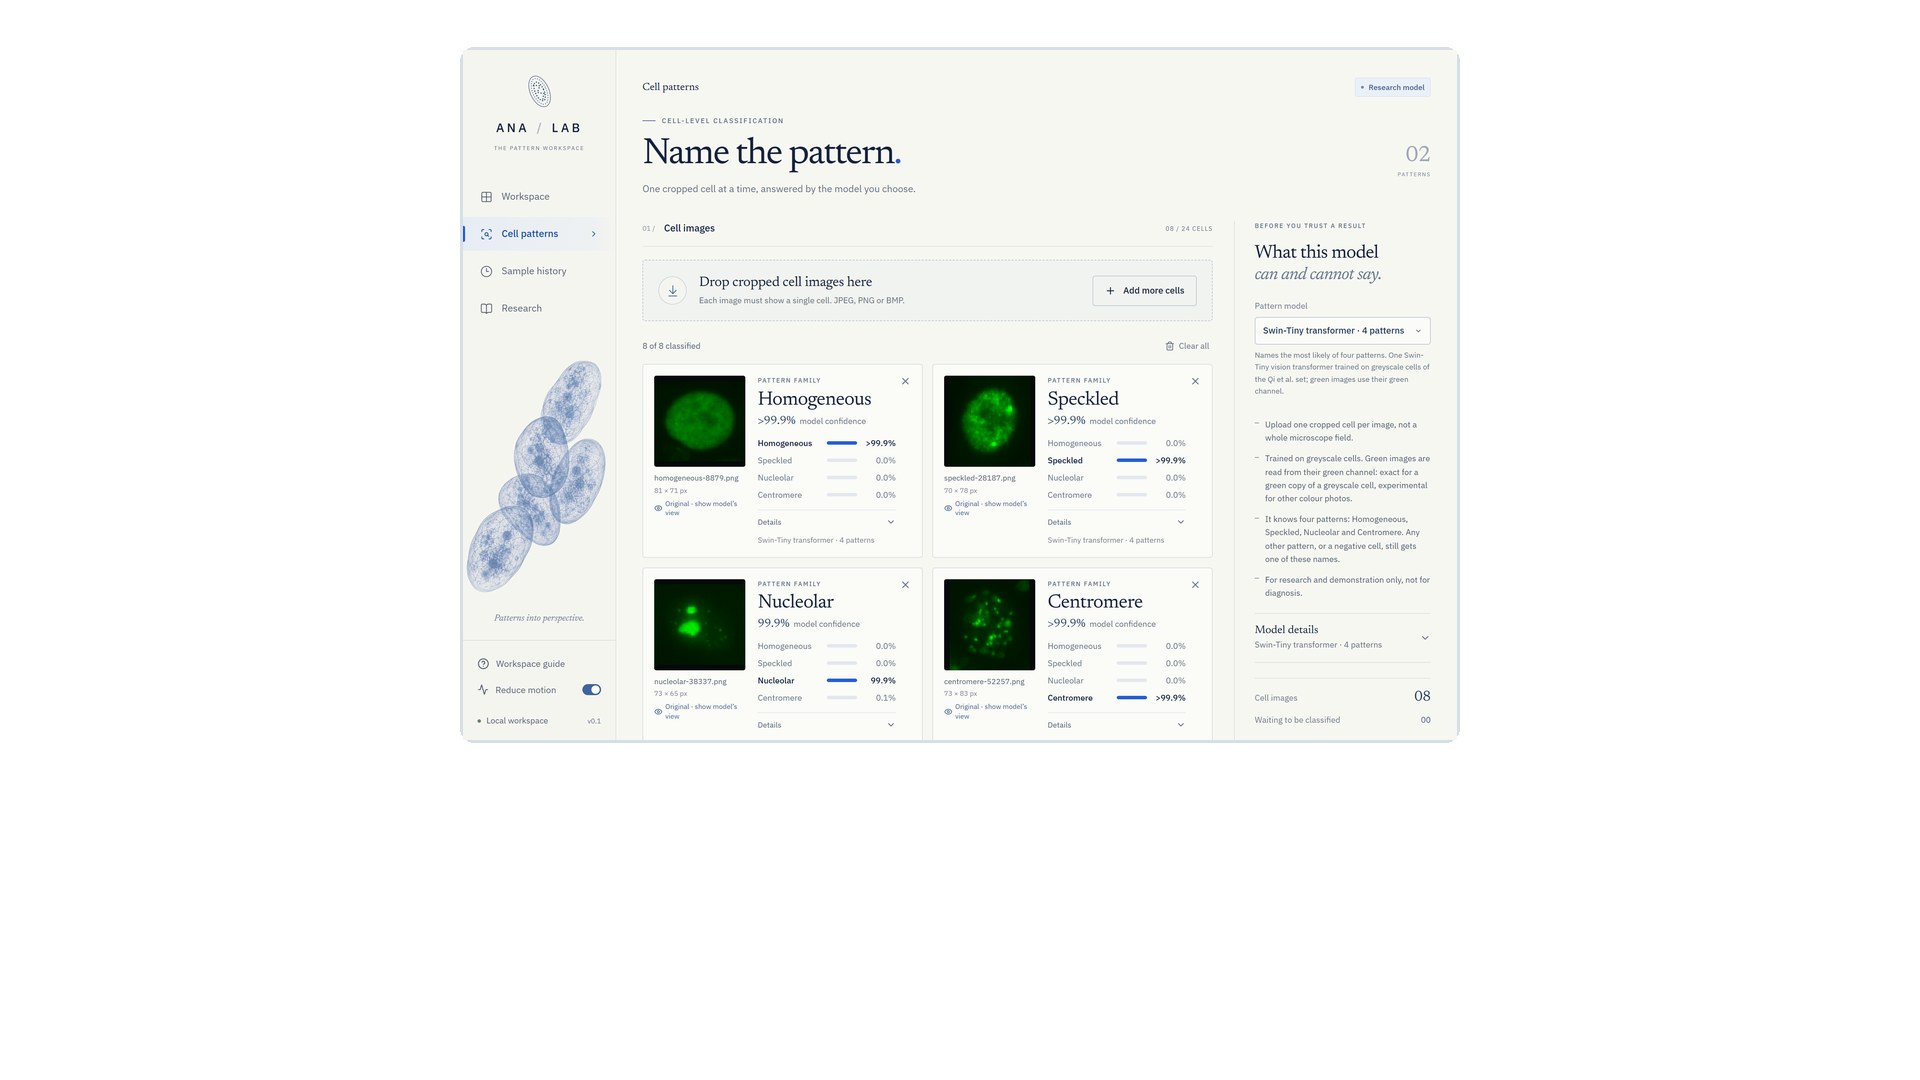 ANA / LAB
THE PATTERN WORKSPACE
Workspace
Cell patterns
Sample history
Research
Patterns into perspective.
Workspace guide
Reduce motion
Local workspace
v0.1
Cell patterns
Research model
CELL-LEVEL CLASSIFICATION
Name the pattern.
One cropped cell at a time, answered by the model you choose.
02
PATTERNS
01 /
Cell images
08 / 24 CELLS
Drop cropped cell images here
Each image must show a single cell. JPEG, PNG or BMP.
Add more cells
8 of 8 classified
Clear all
PATTERN FAMILY
Homogeneous
>99.9% model confidence
Homogeneous >99.9%
Speckled 0.0%
Nucleolar 0.0%
Centromere 0.0%
homogeneous-8879.png
81 × 71 px
Original · show model's
view
Details
Swin-Tiny transformer · 4 patterns
PATTERN FAMILY
Speckled
>99.9% model confidence
Homogeneous 0.0%
Speckled >99.9%
Nucleolar 0.0%
Centromere 0.0%
speckled-28187.png
70 × 78 px
Original · show model's
view
Details
Swin-Tiny transformer · 4 patterns
PATTERN FAMILY
Nucleolar
99.9% model confidence
Homogeneous 0.0%
Speckled 0.0%
Nucleolar 99.9%
Centromere 0.1%
nucleolar-38337.png
73 × 65 px
Original · show model's
view
Details
PATTERN FAMILY
Centromere
>99.9% model confidence
Homogeneous 0.0%
Speckled 0.0%
Nucleolar 0.0%
Centromere >99.9%
centromere-52257.png
73 × 83 px
Original · show model's
view
Details
BEFORE YOU TRUST A RESULT
What this model
can and cannot say.
Pattern model
Swin-Tiny transformer · 4 patterns
Names the most likely of four patterns. One Swin-
Tiny vision transformer trained on greyscale cells of
the Qi et al. set; green images use their green
channel.
– Upload one cropped cell per image, not a
whole microscope field.
– Trained on greyscale cells. Green images are
read from their green channel: exact for a
green copy of a greyscale cell, experimental
for other colour photos.
– It knows four patterns: Homogeneous,
Speckled, Nucleolar and Centromere. Any
other pattern, or a negative cell, still gets
one of these names.
– For research and demonstration only, not for
diagnosis.
Model details
Swin-Tiny transformer · 4 patterns
Cell images 08
Waiting to be classified 00